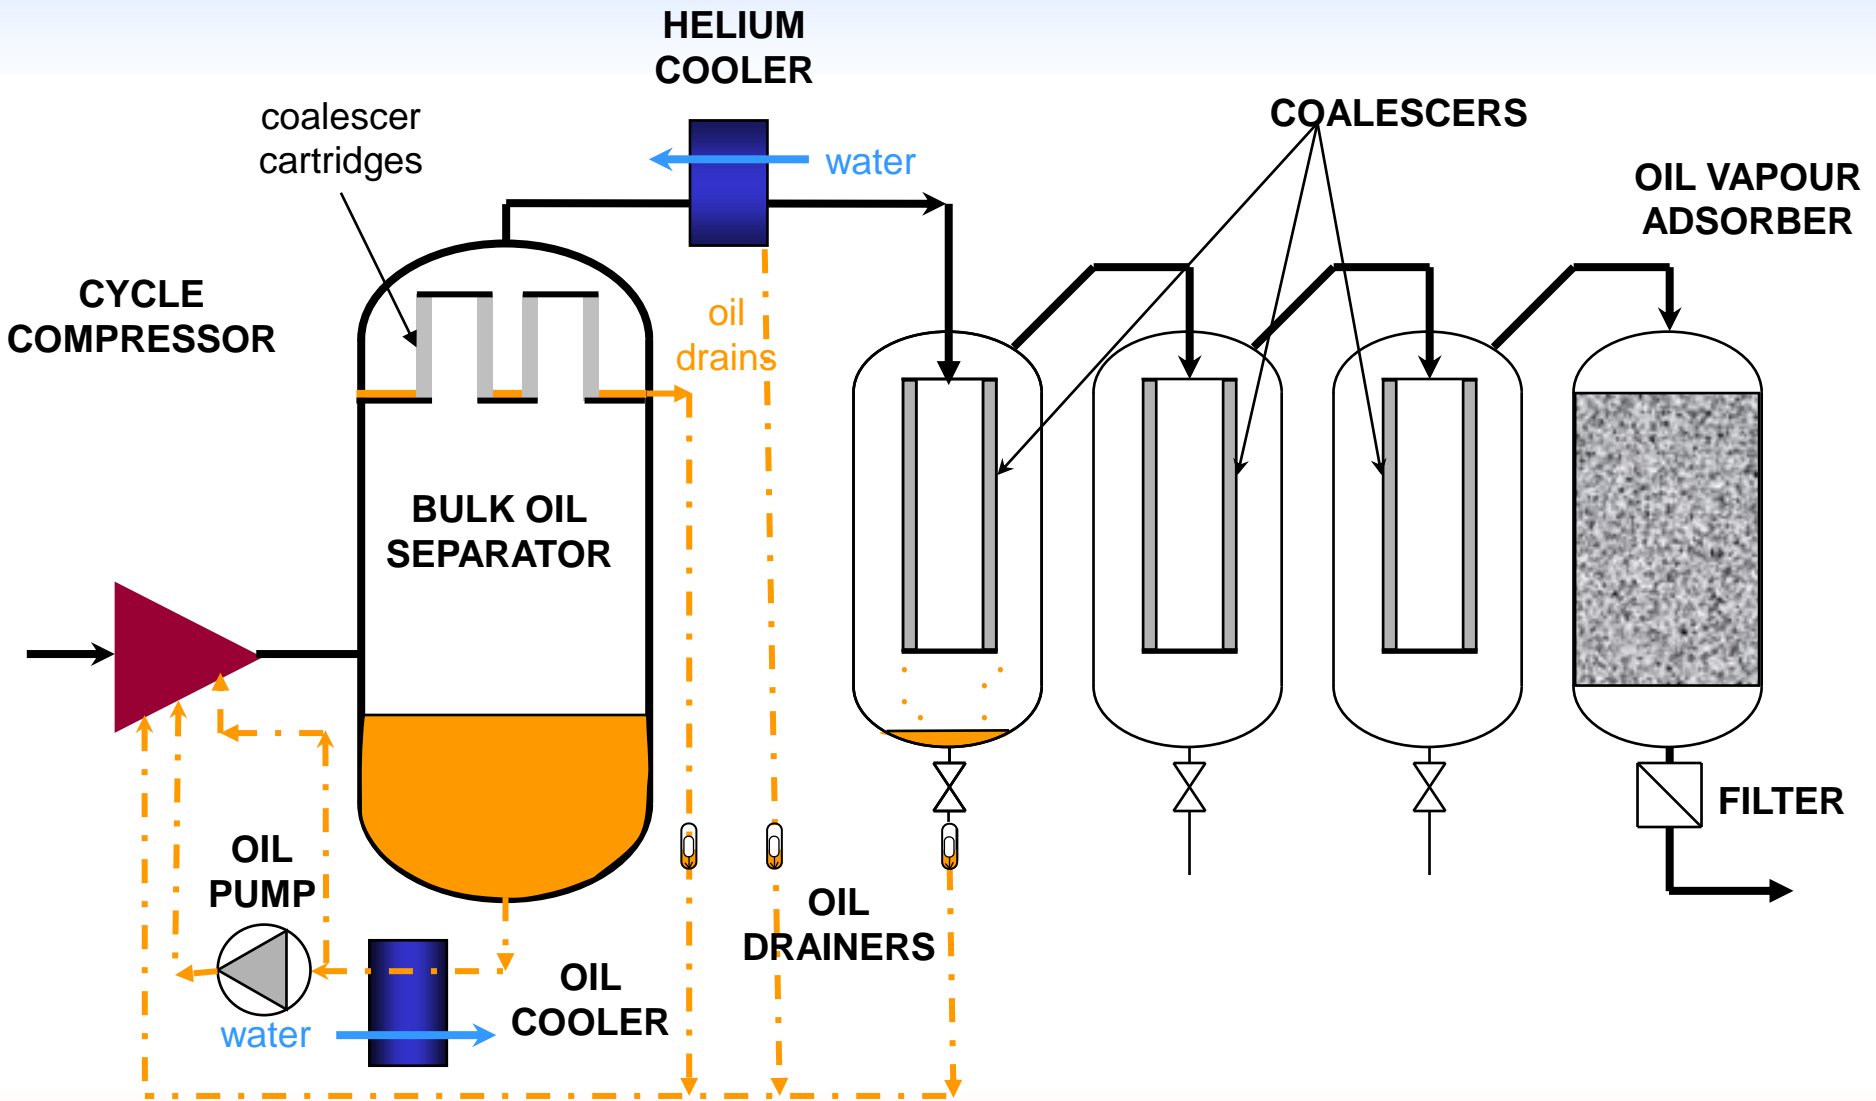 HELIUM
COOLER
coalescer
cartridges
COALESCERS
water
OIL VAPOUR
ADSORBER
CYCLE
COMPRESSOR
oil
drains
BULK OIL
SEPARATOR
FILTER
OIL
PUMP
OIL
DRAINERS
OIL
COOLER
water